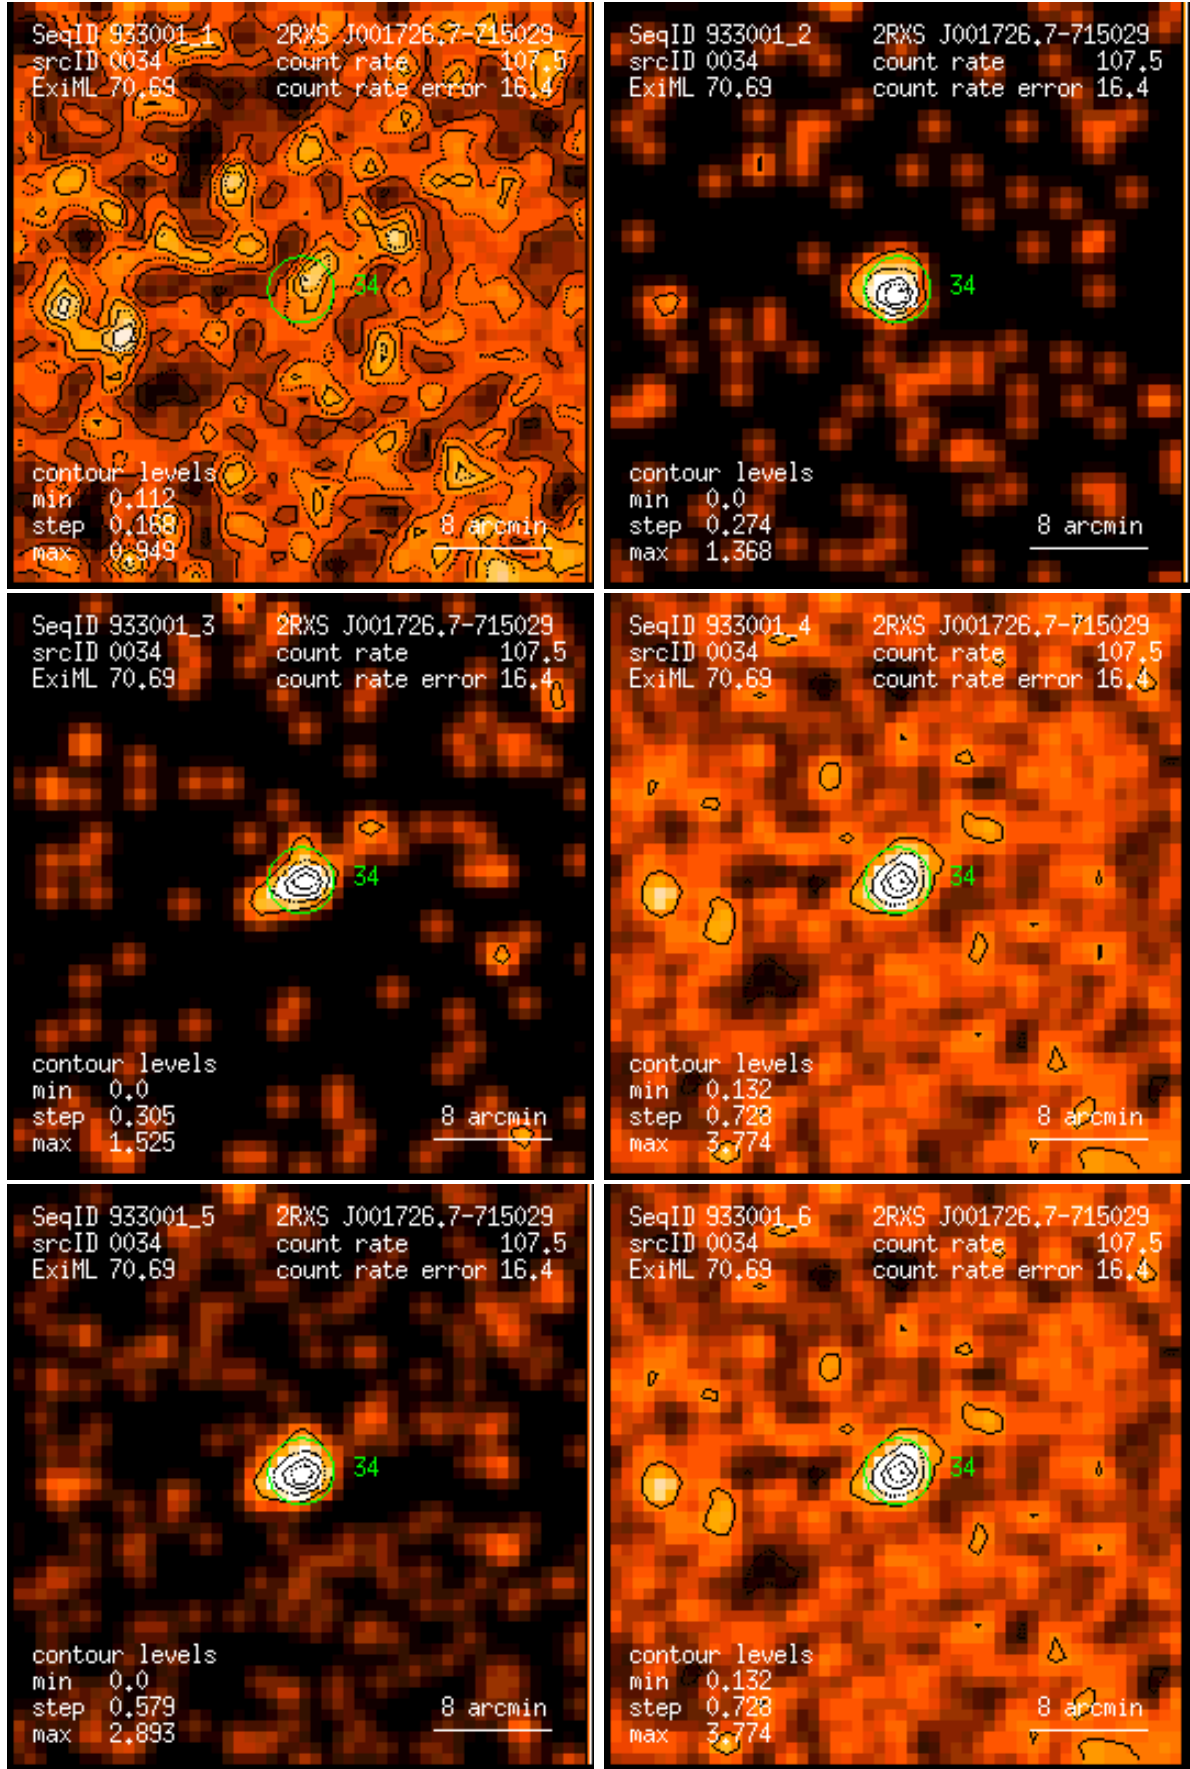 SeqID 933001_1 2RXS J001726.7-715029
srcID 0034 count rate 107.5
ExiML 70.69 count rate error 16.4
34
contour levels
min 0.112
step 0.168
max 0.949
8 arcmin
SeqID 933001_2 2RXS J001726.7-715029
srcID 0034 count rate 107.5
ExiML 70.69 count rate error 16.4
34
contour levels
min 0.0
step 0.274
max 1.368
8 arcmin
SeqID 933001_3 2RXS J001726.7-715029
srcID 0034 count rate 107.5
ExiML 70.69 count rate error 16.4
34
contour levels
min 0.0
step 0.305
max 1.525
8 arcmin
SeqID 933001_4 2RXS J001726.7-715029
srcID 0034 count rate 107.5
ExiML 70.69 count rate error 16.4
34
contour levels
min 0.132
step 0.728
max 3.774
8 arcmin
SeqID 933001_5 2RXS J001726.7-715029
srcID 0034 count rate 107.5
ExiML 70.69 count rate error 16.4
34
contour levels
min 0.0
step 0.579
max 2.893
8 arcmin
SeqID 933001_6 2RXS J001726.7-715029
srcID 0034 count rate 107.5
ExiML 70.69 count rate error 16.4
34
contour levels
min 0.132
step 0.728
max 3.774
8 arcmin